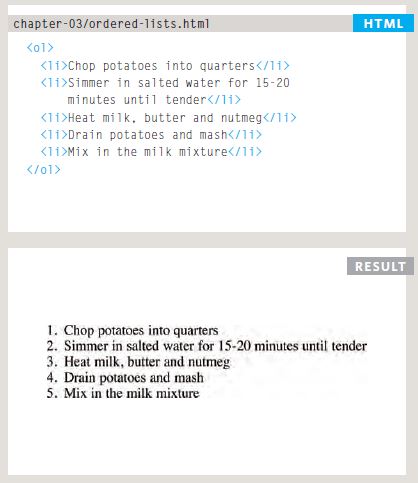 chapter-03/ordered-lists.html HTML
<ol>
<li>Chop potatoes into quarters</li>
<li>Simmer in salted water for 15-20
minutes until tender</li>
<li>Heat milk, butter and nutmeg</li>
<li>Drain potatoes and mash</li>
<li>Mix in the milk mixture</li>
</ol>
RESULT
1. Chop potatoes into quarters
2. Simmer in salted water for 15-20 minutes until tender
3. Heat milk, butter and nutmeg
4. Drain potatoes and mash
5. Mix in the milk mixture